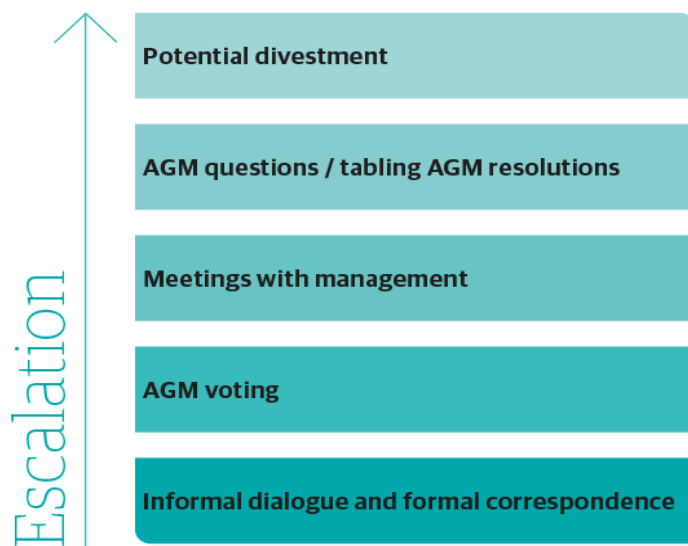 Potential divestment
AGM questions / tabling AGM resolutions
Meetings with management
AGM voting
Informal dialogue and formal correspondence
Escalation